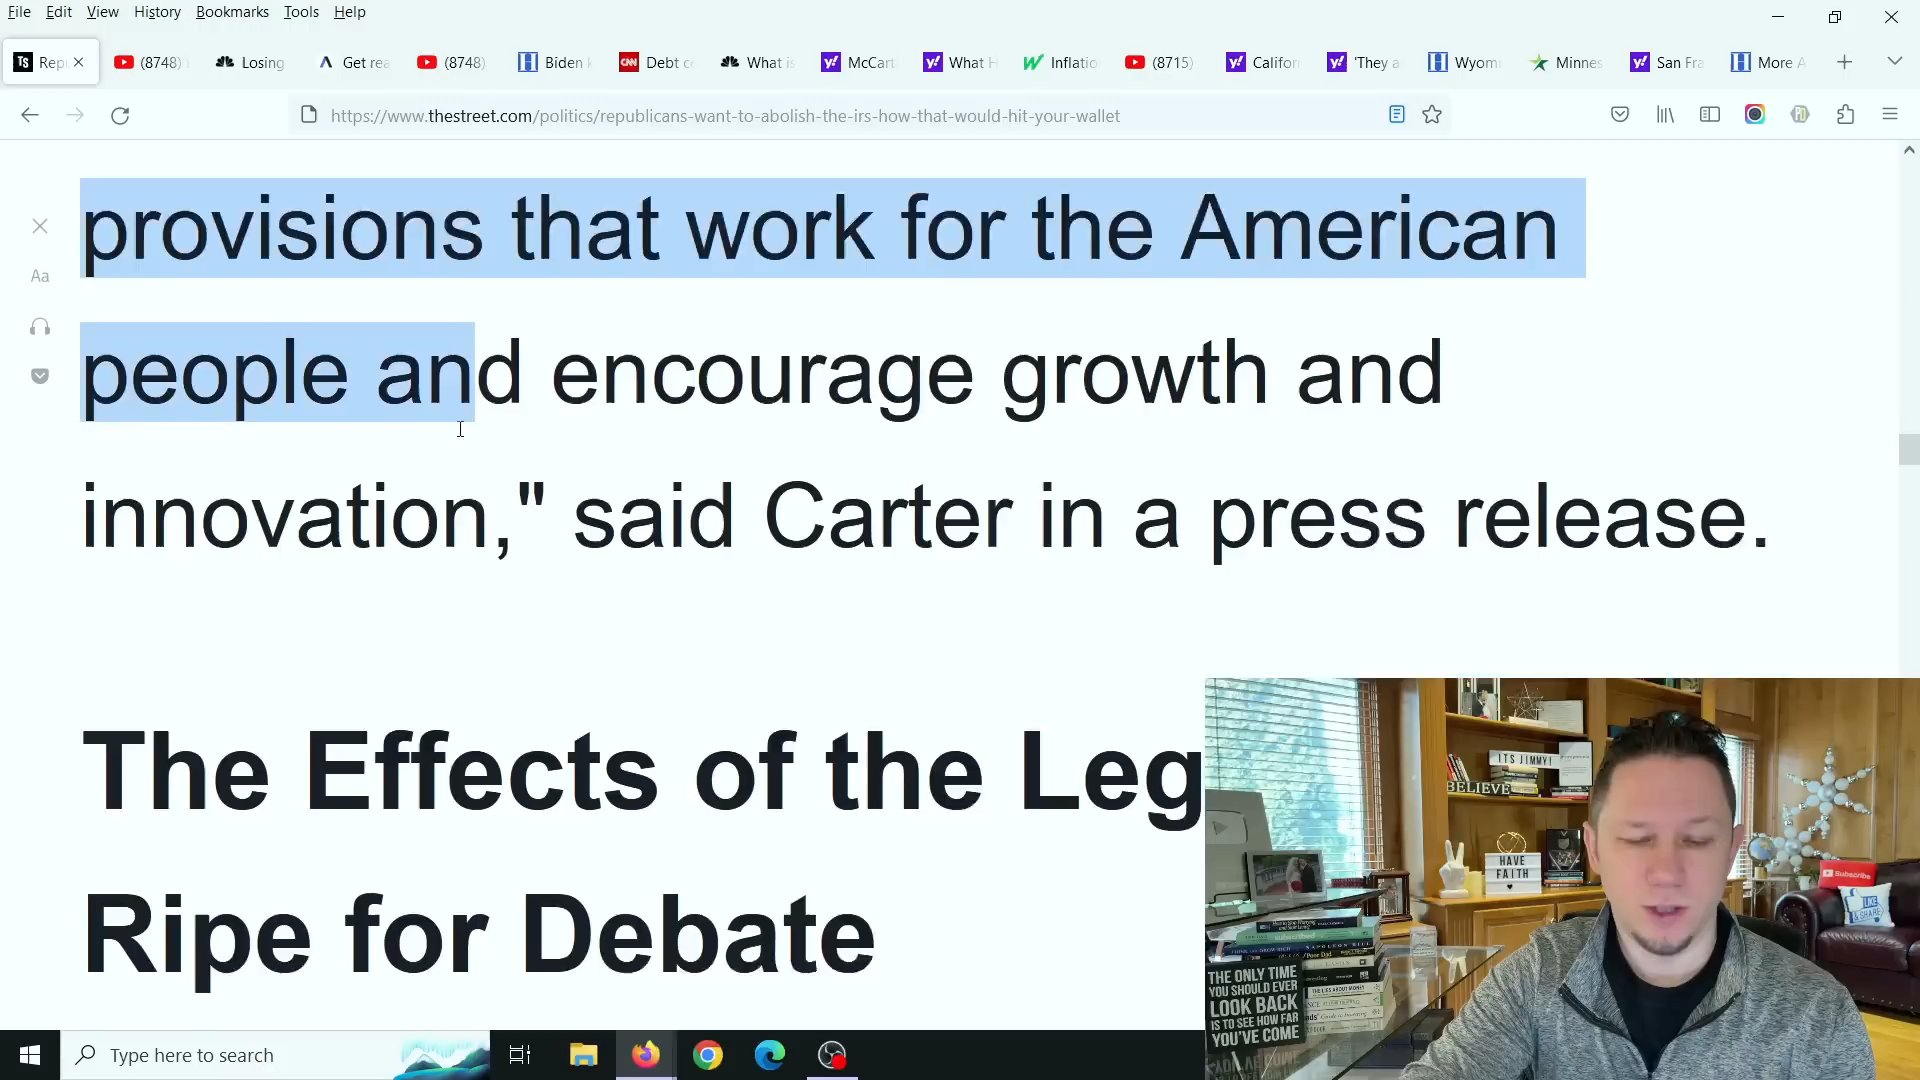 File Edit View History Bookmarks Tools Help
TS Rep (8748) Losing Get rea (8748) Biden CNN Debt c What is McCart What H Inflatio (8715) Califor 'They a Wyom Minnes San Fra More A
https://www.thestreet.com/politics/republicans-want-to-abolish-the-irs-how-that-would-hit-your-wallet
provisions that work for the American
Aa
people and encourage growth and
innovation," said Carter in a press release.
The Effects of the Leg
Ripe for Debate
ITS JIMMY!
BELIEVE
HAVE
FAITH
Subscribe
LIKE
& SHARE
THE ONLY TIME
YOU SHOULD EVER
LOOK BACK
IS TO SEE HOW FAR
YOU'VE COME
Type here to search